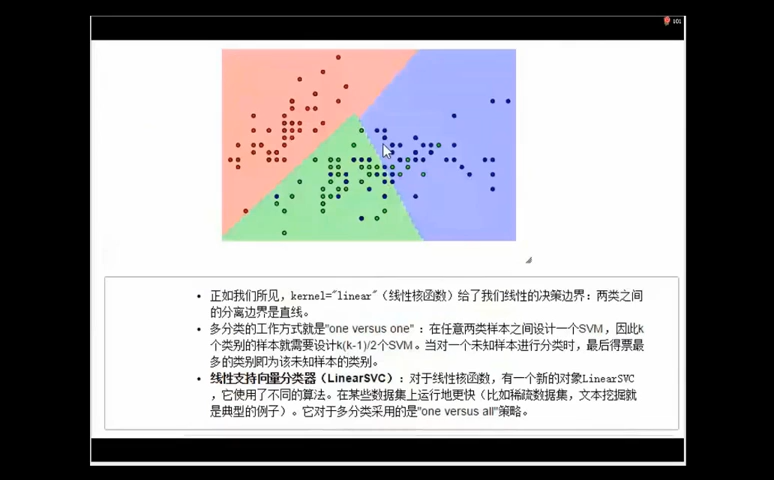 101
• 正如我们所见，kernel="linear"（线性核函数）给了我们线性的决策边界：两类之间
的分离边界是直线。
• 多分类的工作方式就是"one versus one" ：在任意两类样本之间设计一个SVM，因此k
个类别的样本就需要设计k(k-1)/2个SVM。当对一个未知样本进行分类时，最后得票最
多的类别即为该未知样本的类别。
• 线性支持向量分类器（LinearSVC）：对于线性核函数，有一个新的对象LinearSVC
，它使用了不同的算法。在某些数据集上运行地更快（比如稀疏数据集，文本挖掘就
是典型的例子）。它对于多分类采用的是"one versus all"策略。